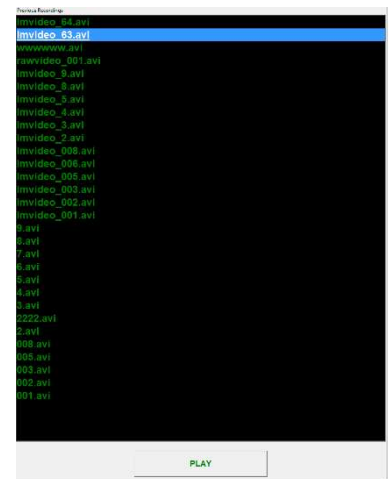 Previous Recordings
lmvideo_64.avi
lmvideo_63.avi
wwwwww.avi
rawvideo_001.avi
lmvideo_9.avi
lmvideo_8.avi
lmvideo_5.avi
lmvideo_4.avi
lmvideo_3.avi
lmvideo_2.avi
lmvideo_008.avi
lmvideo_006.avi
lmvideo_005.avi
lmvideo_003.avi
lmvideo_002.avi
lmvideo_001.avi
9.avi
8.avi
7.avi
6.avi
5.avi
4.avi
3.avi
2222.avi
2.avi
008.avi
005.avi
003.avi
002.avi
001.avi
PLAY